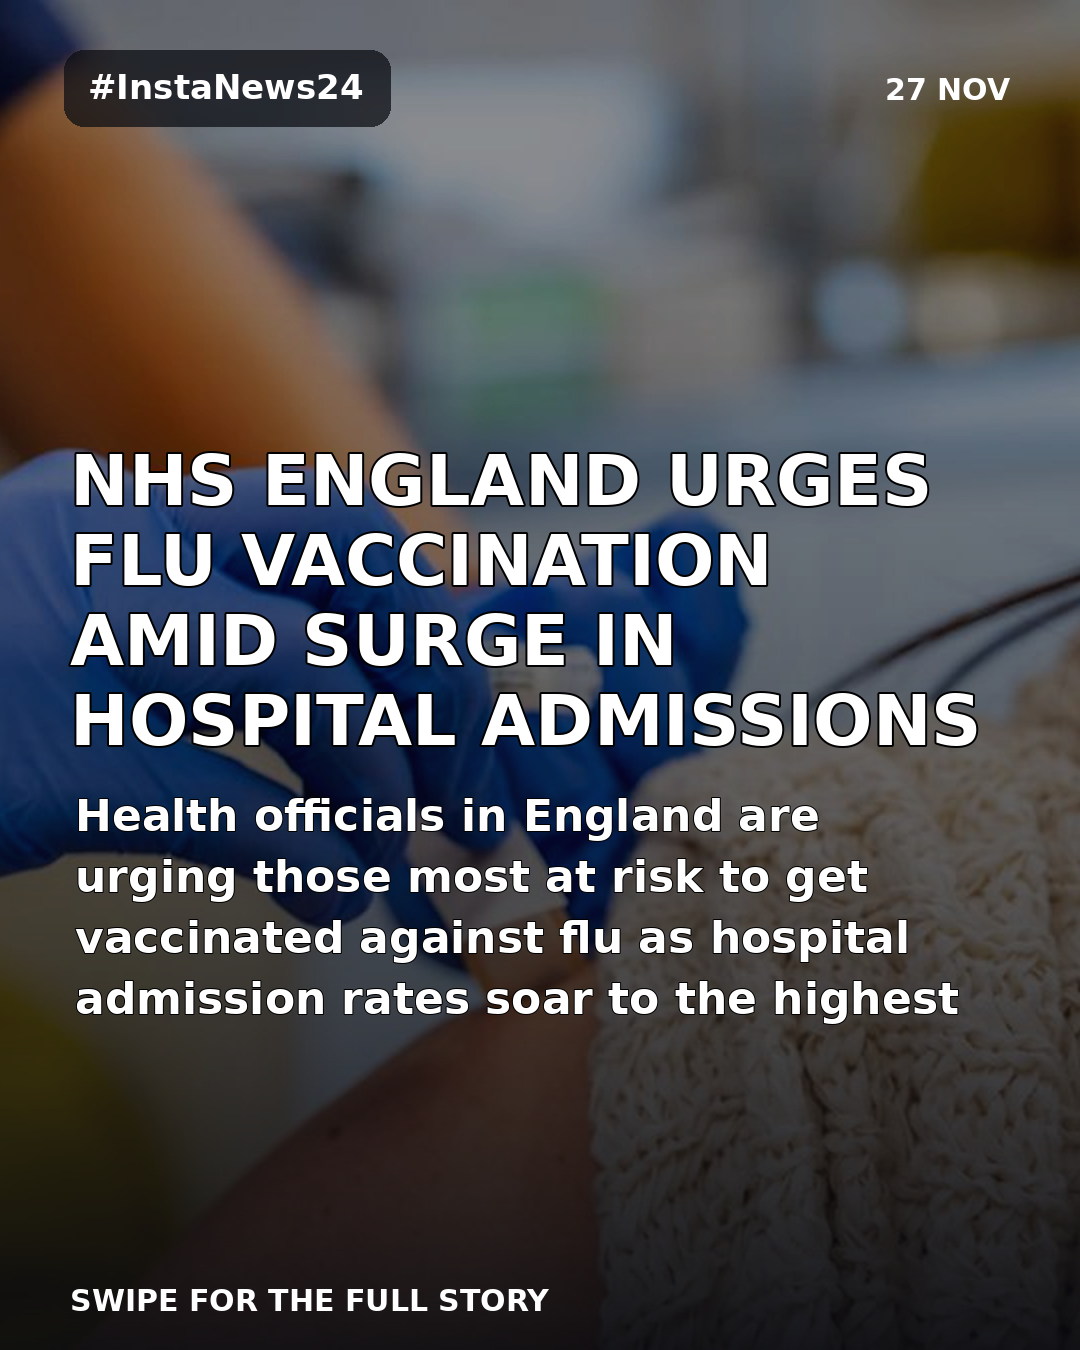 #InstaNews24
27 NOV
NHS ENGLAND URGES
FLU VACCINATION
AMID SURGE IN
HOSPITAL ADMISSIONS
Health officials in England are
urging those most at risk to get
vaccinated against flu as hospital
admission rates soar to the highest
SWIPE FOR THE FULL STORY